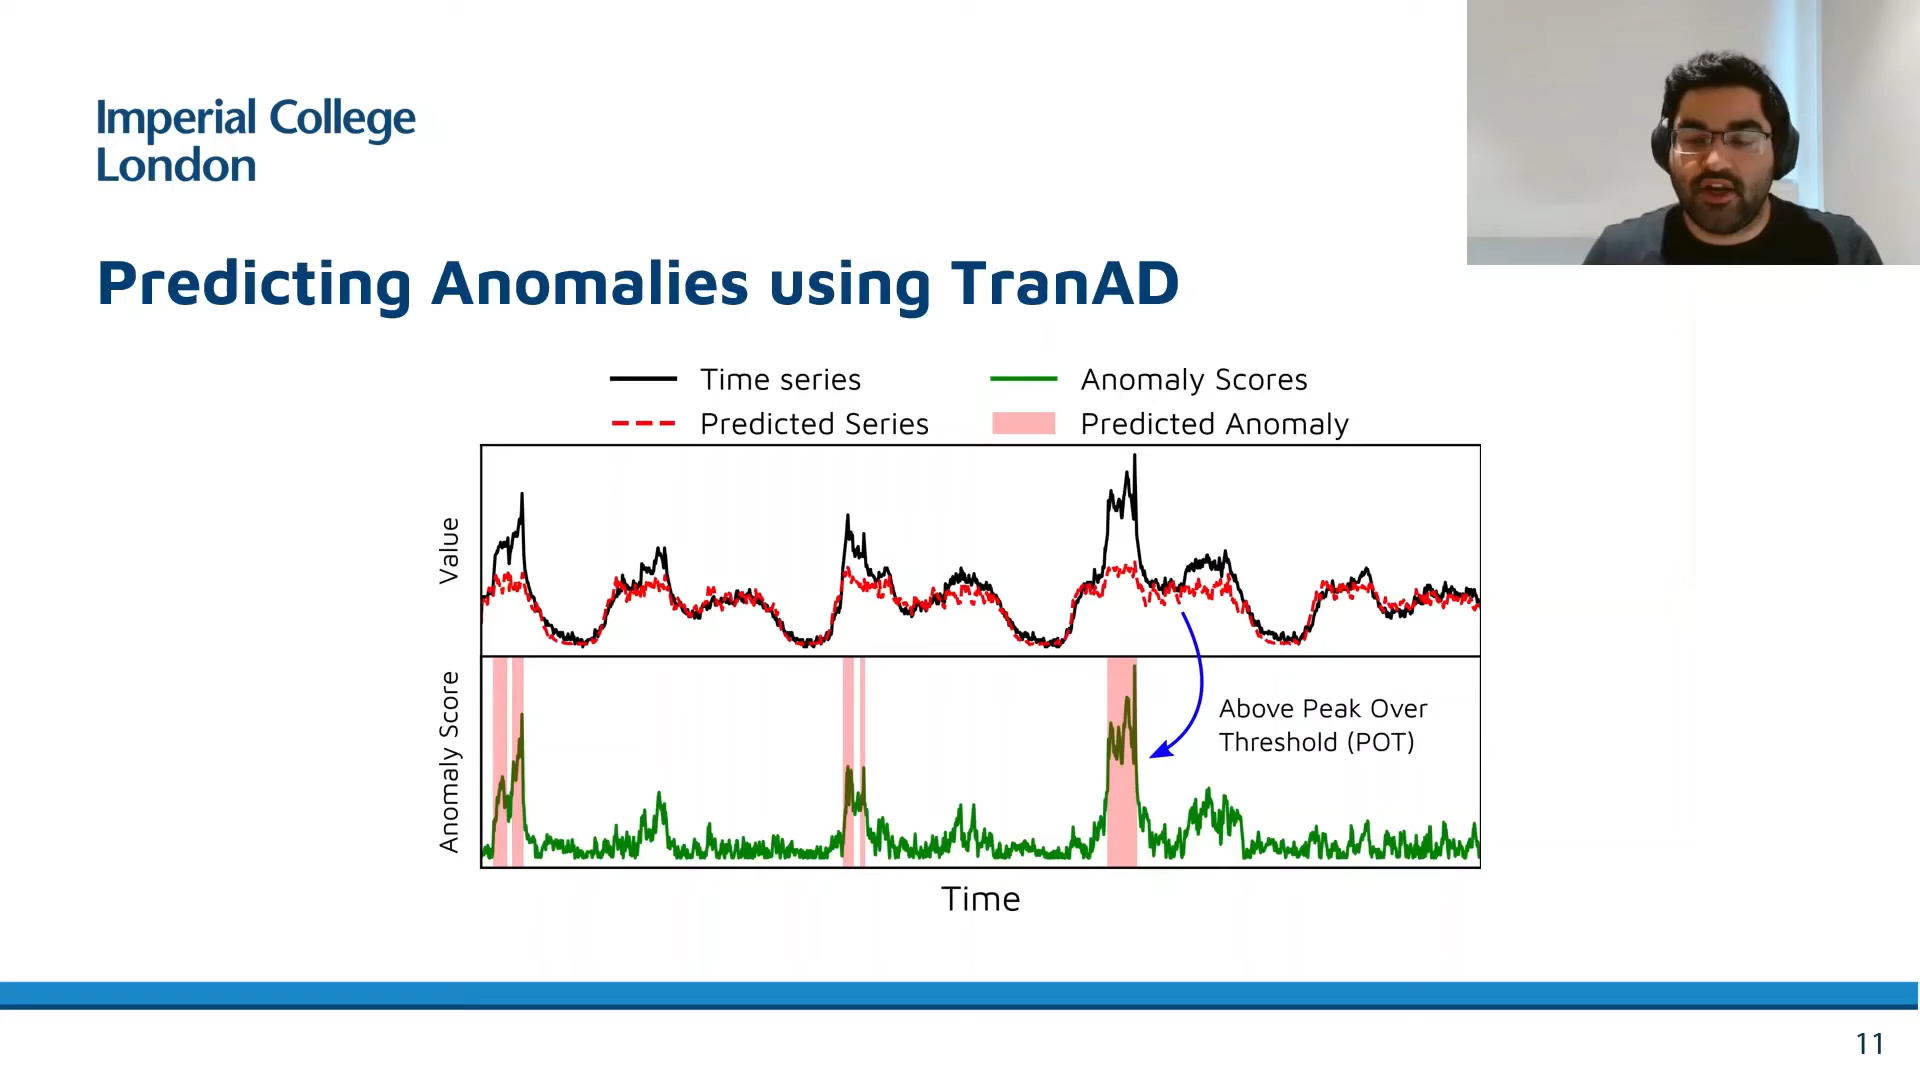 Imperial College
London
Predicting Anomalies using TranAD
Time series
Anomaly Scores
Predicted Series
Predicted Anomaly
Value
Anomaly Score
Above Peak Over
Threshold (POT)
Time
11